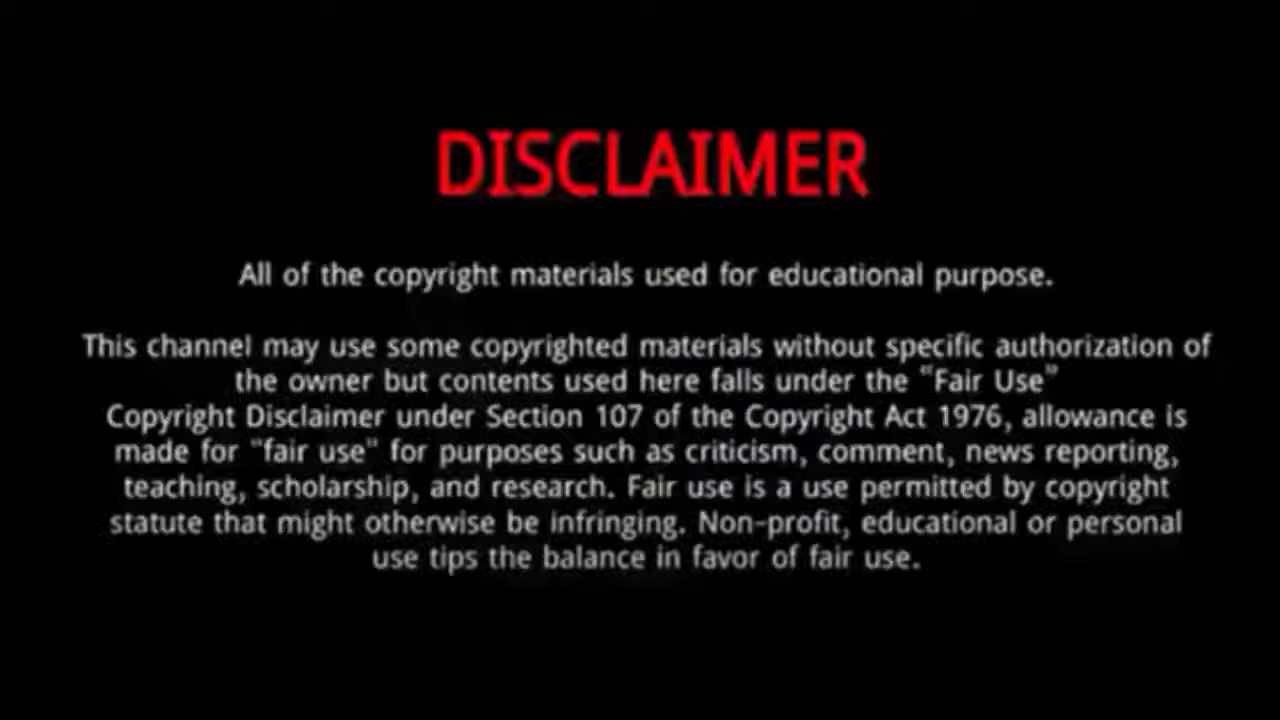 DISCLAIMER
All of the copyright materials used for educational purpose.
This channel may use some copyrighted materials without specific authorization of
the owner but contents used here falls under the “Fair Use”
Copyright Disclaimer under Section 107 of the Copyright Act 1976, allowance is
made for "fair use" for purposes such as criticism, comment, news reporting,
teaching, scholarship, and research. Fair use is a use permitted by copyright
statute that might otherwise be infringing. Non-profit, educational or personal
use tips the balance in favor of fair use.